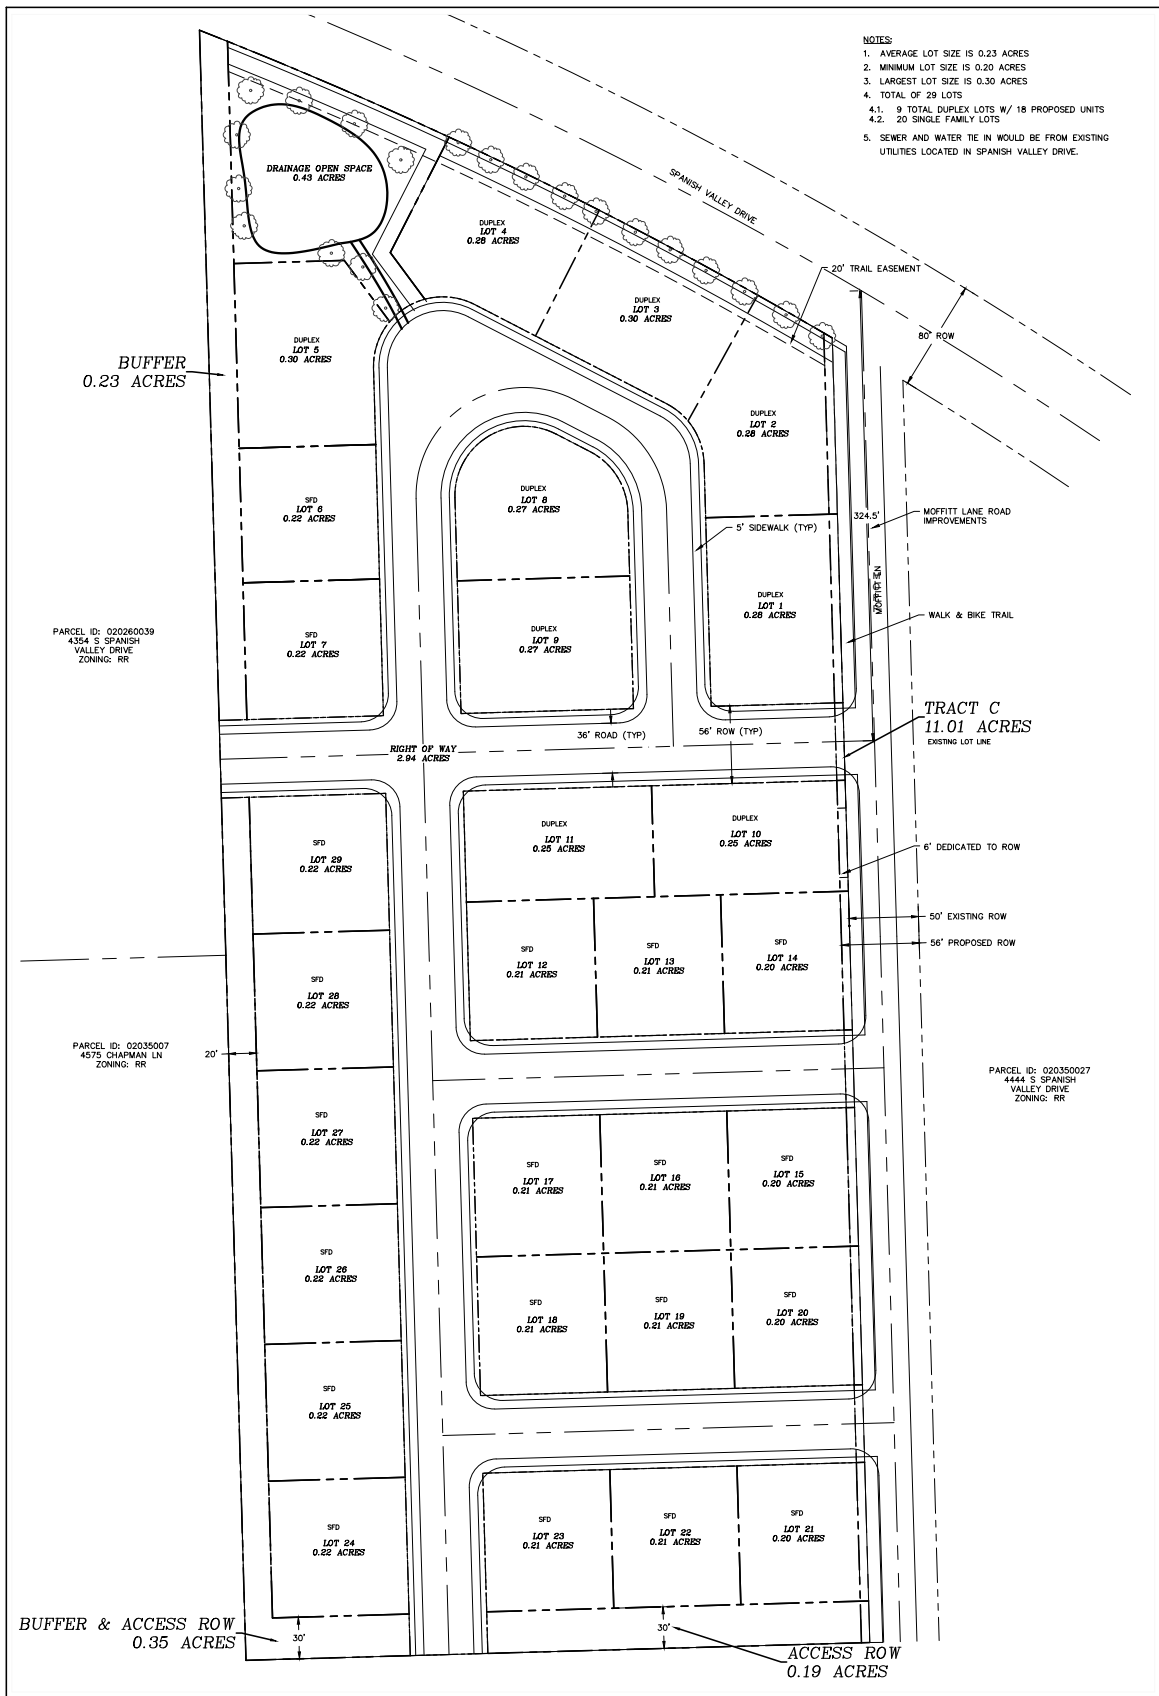 NOTES:
1. AVERAGE LOT SIZE IS 0.23 ACRES
2. MINIMUM LOT SIZE IS 0.20 ACRES
3. LARGEST LOT SIZE IS 0.30 ACRES
4. TOTAL OF 29 LOTS
4.1. 9 TOTAL DUPLEX LOTS W/ 18 PROPOSED UNITS
4.2. 20 SINGLE FAMILY LOTS
5. SEWER AND WATER TIE IN WOULD BE FROM EXISTING
UTILITIES LOCATED IN SPANISH VALLEY DRIVE.
DRAINAGE OPEN SPACE
0.43 ACRES
SPANISH VALLEY DRIVE
DUPLEX
LOT 4
0.28 ACRES
20' TRAIL EASEMENT
DUPLEX
LOT 3
0.30 ACRES
80' ROW
DUPLEX
LOT 5
0.30 ACRES
BUFFER
0.23 ACRES
DUPLEX
LOT 2
0.28 ACRES
DUPLEX
LOT 8
0.27 ACRES
SFD
LOT 6
0.22 ACRES
324.5'
MOFFITT LANE ROAD
IMPROVEMENTS
5' SIDEWALK (TYP)
DUPLEX
LOT 1
0.28 ACRES
WALK & BIKE TRAIL
PARCEL ID: 020260039
4354 S SPANISH
VALLEY DRIVE
ZONING: RR
SFD
LOT 7
0.22 ACRES
DUPLEX
LOT 9
0.27 ACRES
TRACT C
11.01 ACRES
EXISTING LOT LINE
36' ROAD (TYP)
56' ROW (TYP)
RIGHT OF WAY
2.94 ACRES
DUPLEX
LOT 11
0.25 ACRES
DUPLEX
LOT 10
0.25 ACRES
SFD
LOT 29
0.22 ACRES
6' DEDICATED TO ROW
50' EXISTING ROW
56' PROPOSED ROW
SFD
LOT 12
0.21 ACRES
SFD
LOT 13
0.21 ACRES
SFD
LOT 14
0.20 ACRES
SFD
LOT 28
0.22 ACRES
PARCEL ID: 02035007
4575 CHAPMAN LN
ZONING: RR
20'
PARCEL ID: 020350027
4444 S SPANISH
VALLEY DRIVE
ZONING: RR
SFD
LOT 27
0.22 ACRES
SFD
LOT 17
0.21 ACRES
SFD
LOT 16
0.21 ACRES
SFD
LOT 15
0.20 ACRES
SFD
LOT 26
0.22 ACRES
SFD
LOT 18
0.21 ACRES
SFD
LOT 19
0.21 ACRES
SFD
LOT 20
0.20 ACRES
SFD
LOT 25
0.22 ACRES
SFD
LOT 24
0.22 ACRES
SFD
LOT 23
0.21 ACRES
SFD
LOT 22
0.21 ACRES
SFD
LOT 21
0.20 ACRES
BUFFER & ACCESS ROW
0.35 ACRES
30'
30'
ACCESS ROW
0.19 ACRES